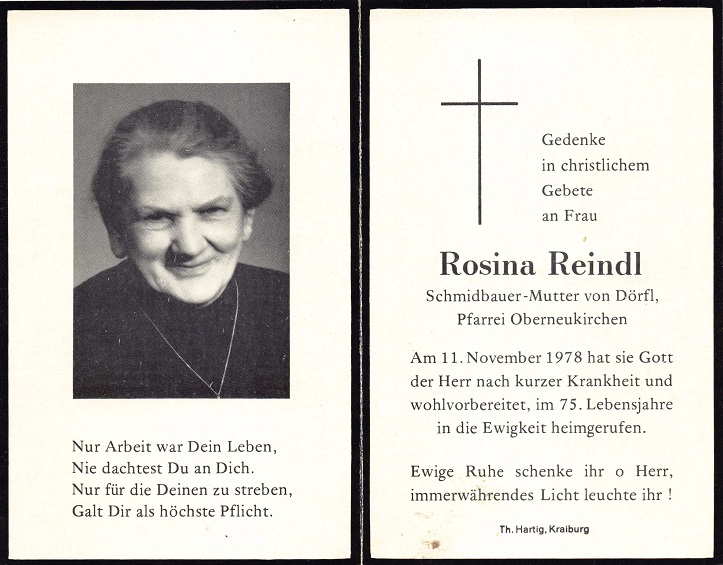 Nur Arbeit war Dein Leben,
Nie dachtest Du an Dich.
Nur für die Deinen zu streben,
Galt Dir als höchste Pflicht.
Gedenke
in christlichem
Gebete
an Frau
Rosina Reindl
Schmidbauer-Mutter von Dörfl,
Pfarrei Oberneukirchen
Am 11. November 1978 hat sie Gott
der Herr nach kurzer Krankheit und
wohlvorbereitet, im 75. Lebensjahre
in die Ewigkeit heimgerufen.
Ewige Ruhe schenke ihr o Herr,
immerwährendes Licht leuchte ihr !
Th. Hartig, Kraiburg